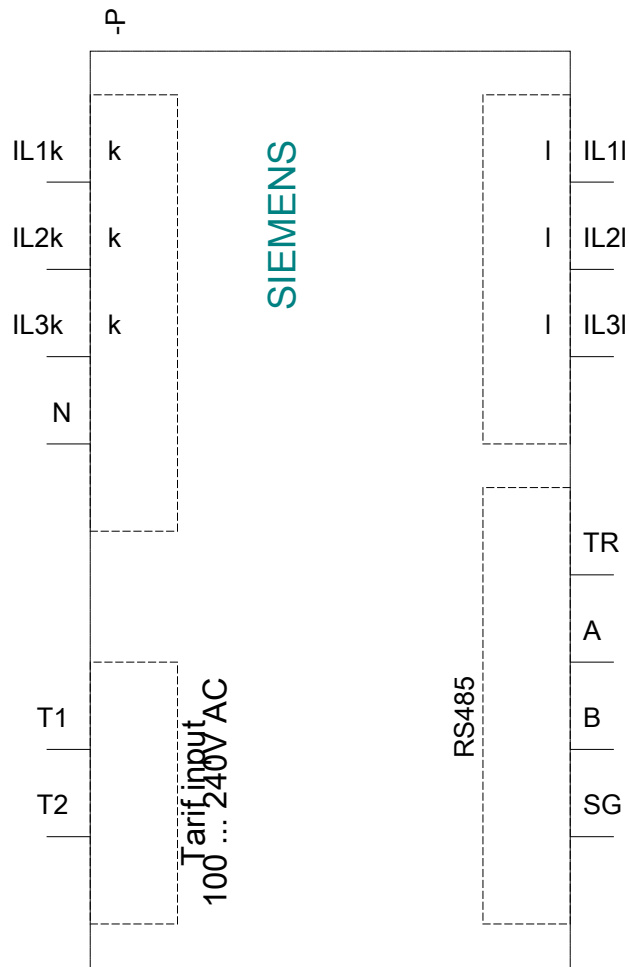 -P
SIEMENS
IL1k
k
l
IL1l
IL2k
k
l
IL2l
IL3k
k
l
IL3l
N
TR
A
T1
B
T2
SG
RS485
Tarif input
100 ... 240V AC